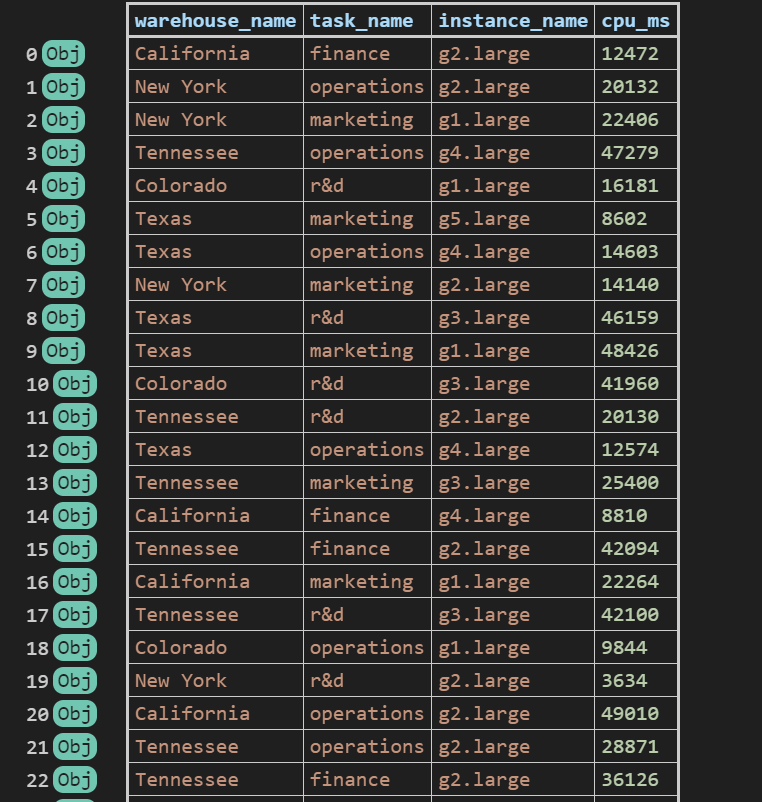 warehouse_name task_name instance_name cpu_ms
0 Obj California finance g2.large 12472
1 Obj New York operations g2.large 20132
2 Obj New York marketing g1.large 22406
3 Obj Tennessee operations g4.large 47279
4 Obj Colorado r&d g1.large 16181
5 Obj Texas marketing g5.large 8602
6 Obj Texas operations g4.large 14603
7 Obj New York marketing g2.large 14140
8 Obj Texas r&d g3.large 46159
9 Obj Texas marketing g1.large 48426
10 Obj Colorado r&d g3.large 41960
11 Obj Tennessee r&d g2.large 20130
12 Obj Texas operations g4.large 12574
13 Obj Tennessee marketing g3.large 25400
14 Obj California finance g4.large 8810
15 Obj Tennessee finance g2.large 42094
16 Obj California marketing g1.large 22264
17 Obj Tennessee r&d g3.large 42100
18 Obj Colorado operations g1.large 9844
19 Obj New York r&d g2.large 3634
20 Obj California operations g2.large 49010
21 Obj Tennessee operations g2.large 28871
22 Obj Tennessee finance g2.large 36126